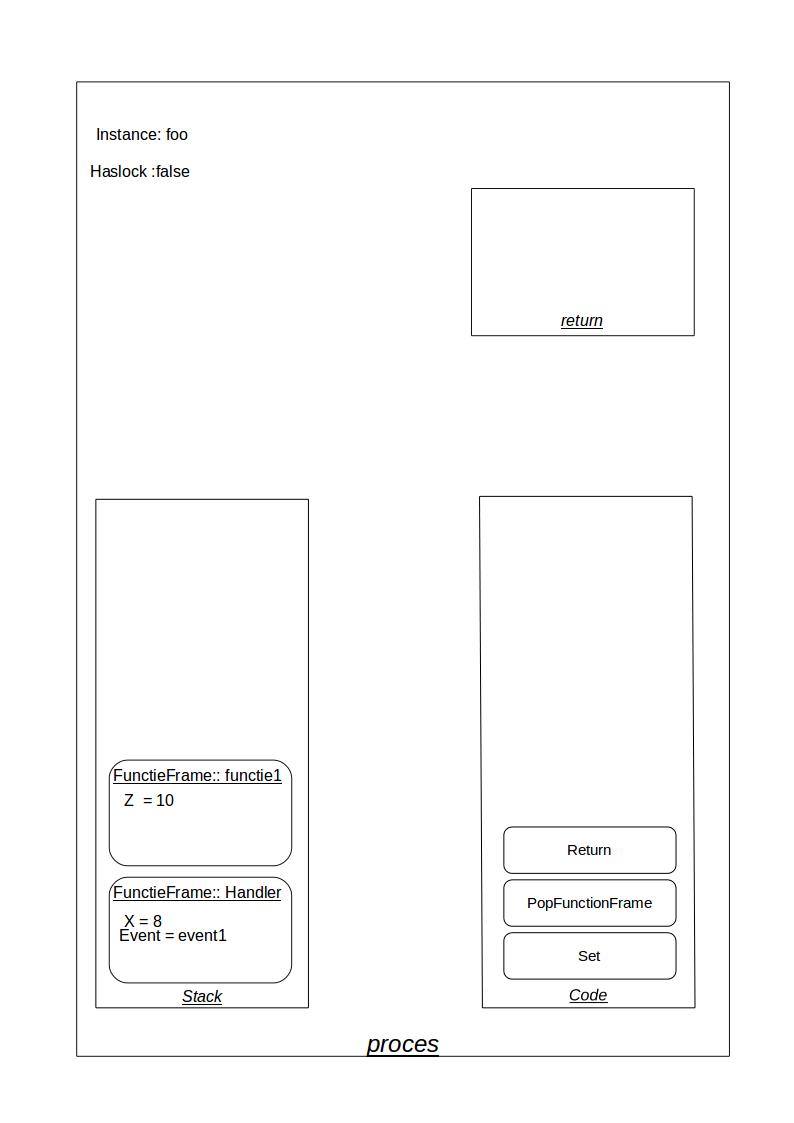 Instance: foo
Haslock :false
return
FunctieFrame:: functie1
Z = 10
FunctieFrame:: Handler
X = 8
Event = event1
Stack
Return
PopFunctionFrame
Set
Code
proces